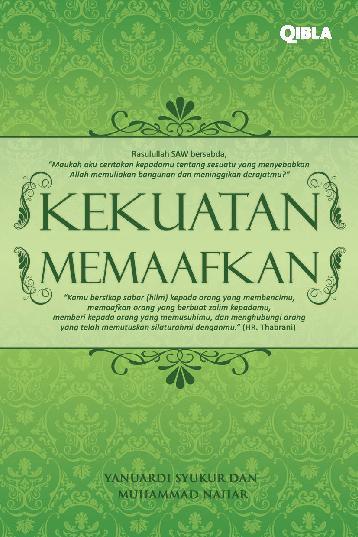 QIBLA
Rasulullah SAW bersabda,
"Maukah aku ceritakan kepadamu tentang sesuatu yang menyebabkan
Allah memuliakan bangunan dan meninggikan derajatmu?"
KEKUATAN
MEMAAFKAN
"Kamu bersikap sabar (hilm) kepada orang yang membencimu,
memaafkan orang yang berbuat zalim kepadamu,
memberi kepada orang yang memusuhimu, dan menghubungi orang
yang telah memutuskan silaturahmi denganmu." (HR. Thabrani)
YANUARDI SYUKUR DAN
MUHAMMAD NAJIAR